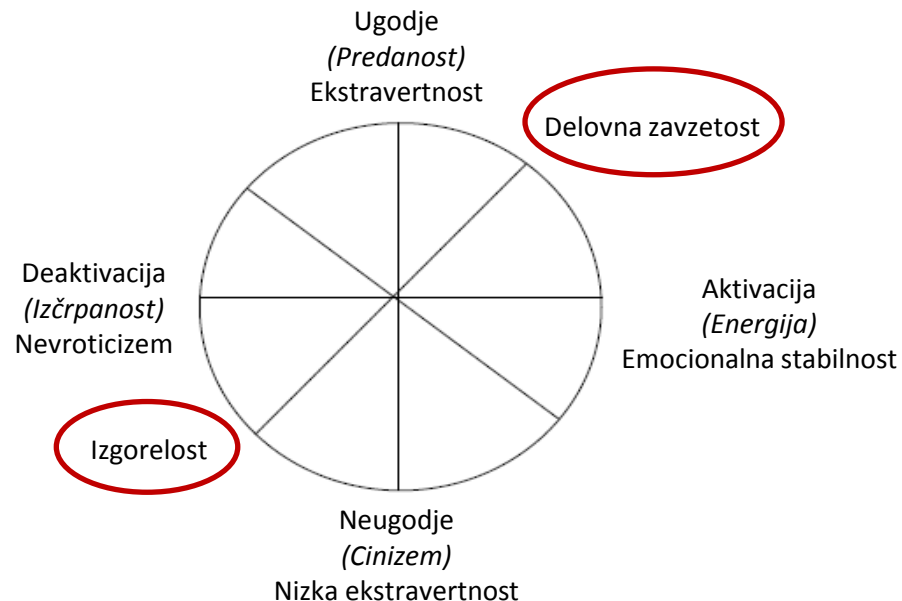 Ugodje
(Predanost)
Ekstravertnost
Delovna zavzetost
Deaktivacija
(Izčrpanost)
Nevroticizem
Aktivacija
(Energija)
Emocionalna stabilnost
Izgorelost
Neugodje
(Cinizem)
Nizka ekstravertnost